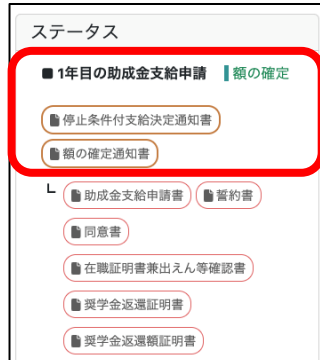 ステータス
■ 1年目の助成金支給申請 額の確定
停止条件付支給決定通知書
額の確定通知書
└ 助成金支給申請書 誓約書
同意書
在職証明書兼出えん等確認書
奨学金返還証明書
奨学金返還額証明書